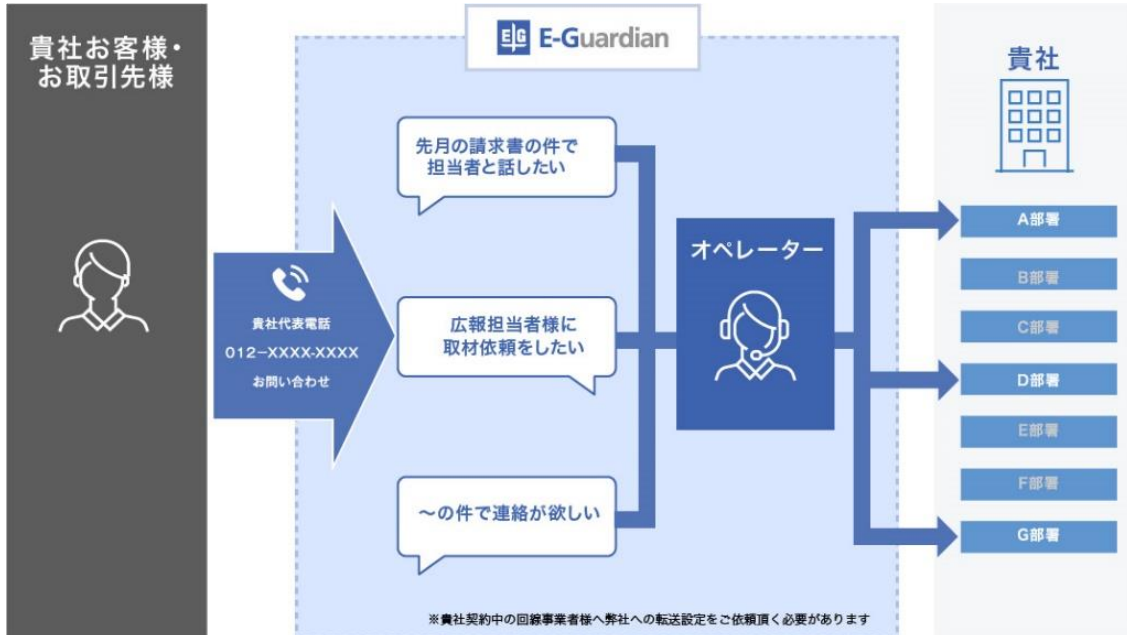 貴社お客様・
お取引先様
EG E-Guardian
貴社代表電話
012-XXXX-XXXX
お問い合わせ
先月の請求書の件で
担当者と話したい
広報担当者様に
取材依頼をしたい
～の件で連絡が欲しい
オペレーター
貴社
A部署
B部署
C部署
D部署
E部署
F部署
G部署
※貴社契約中の回線事業者様へ弊社への転送設定をご依頼頂く必要があります